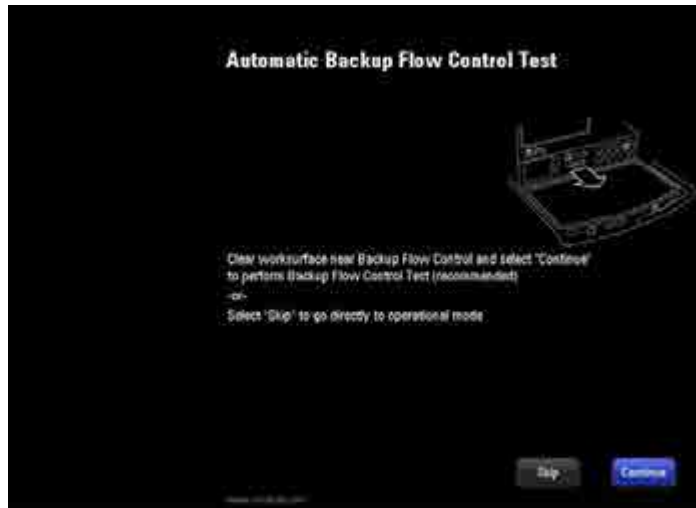 Automatic Backup Flow Control Test
Clear worksurface near Backup Flow Control and select "Continue"
to perform Backup Flow Control Test (recommended)
-or-
Select "Skip" to go directly to operational mode
Skip
Continue